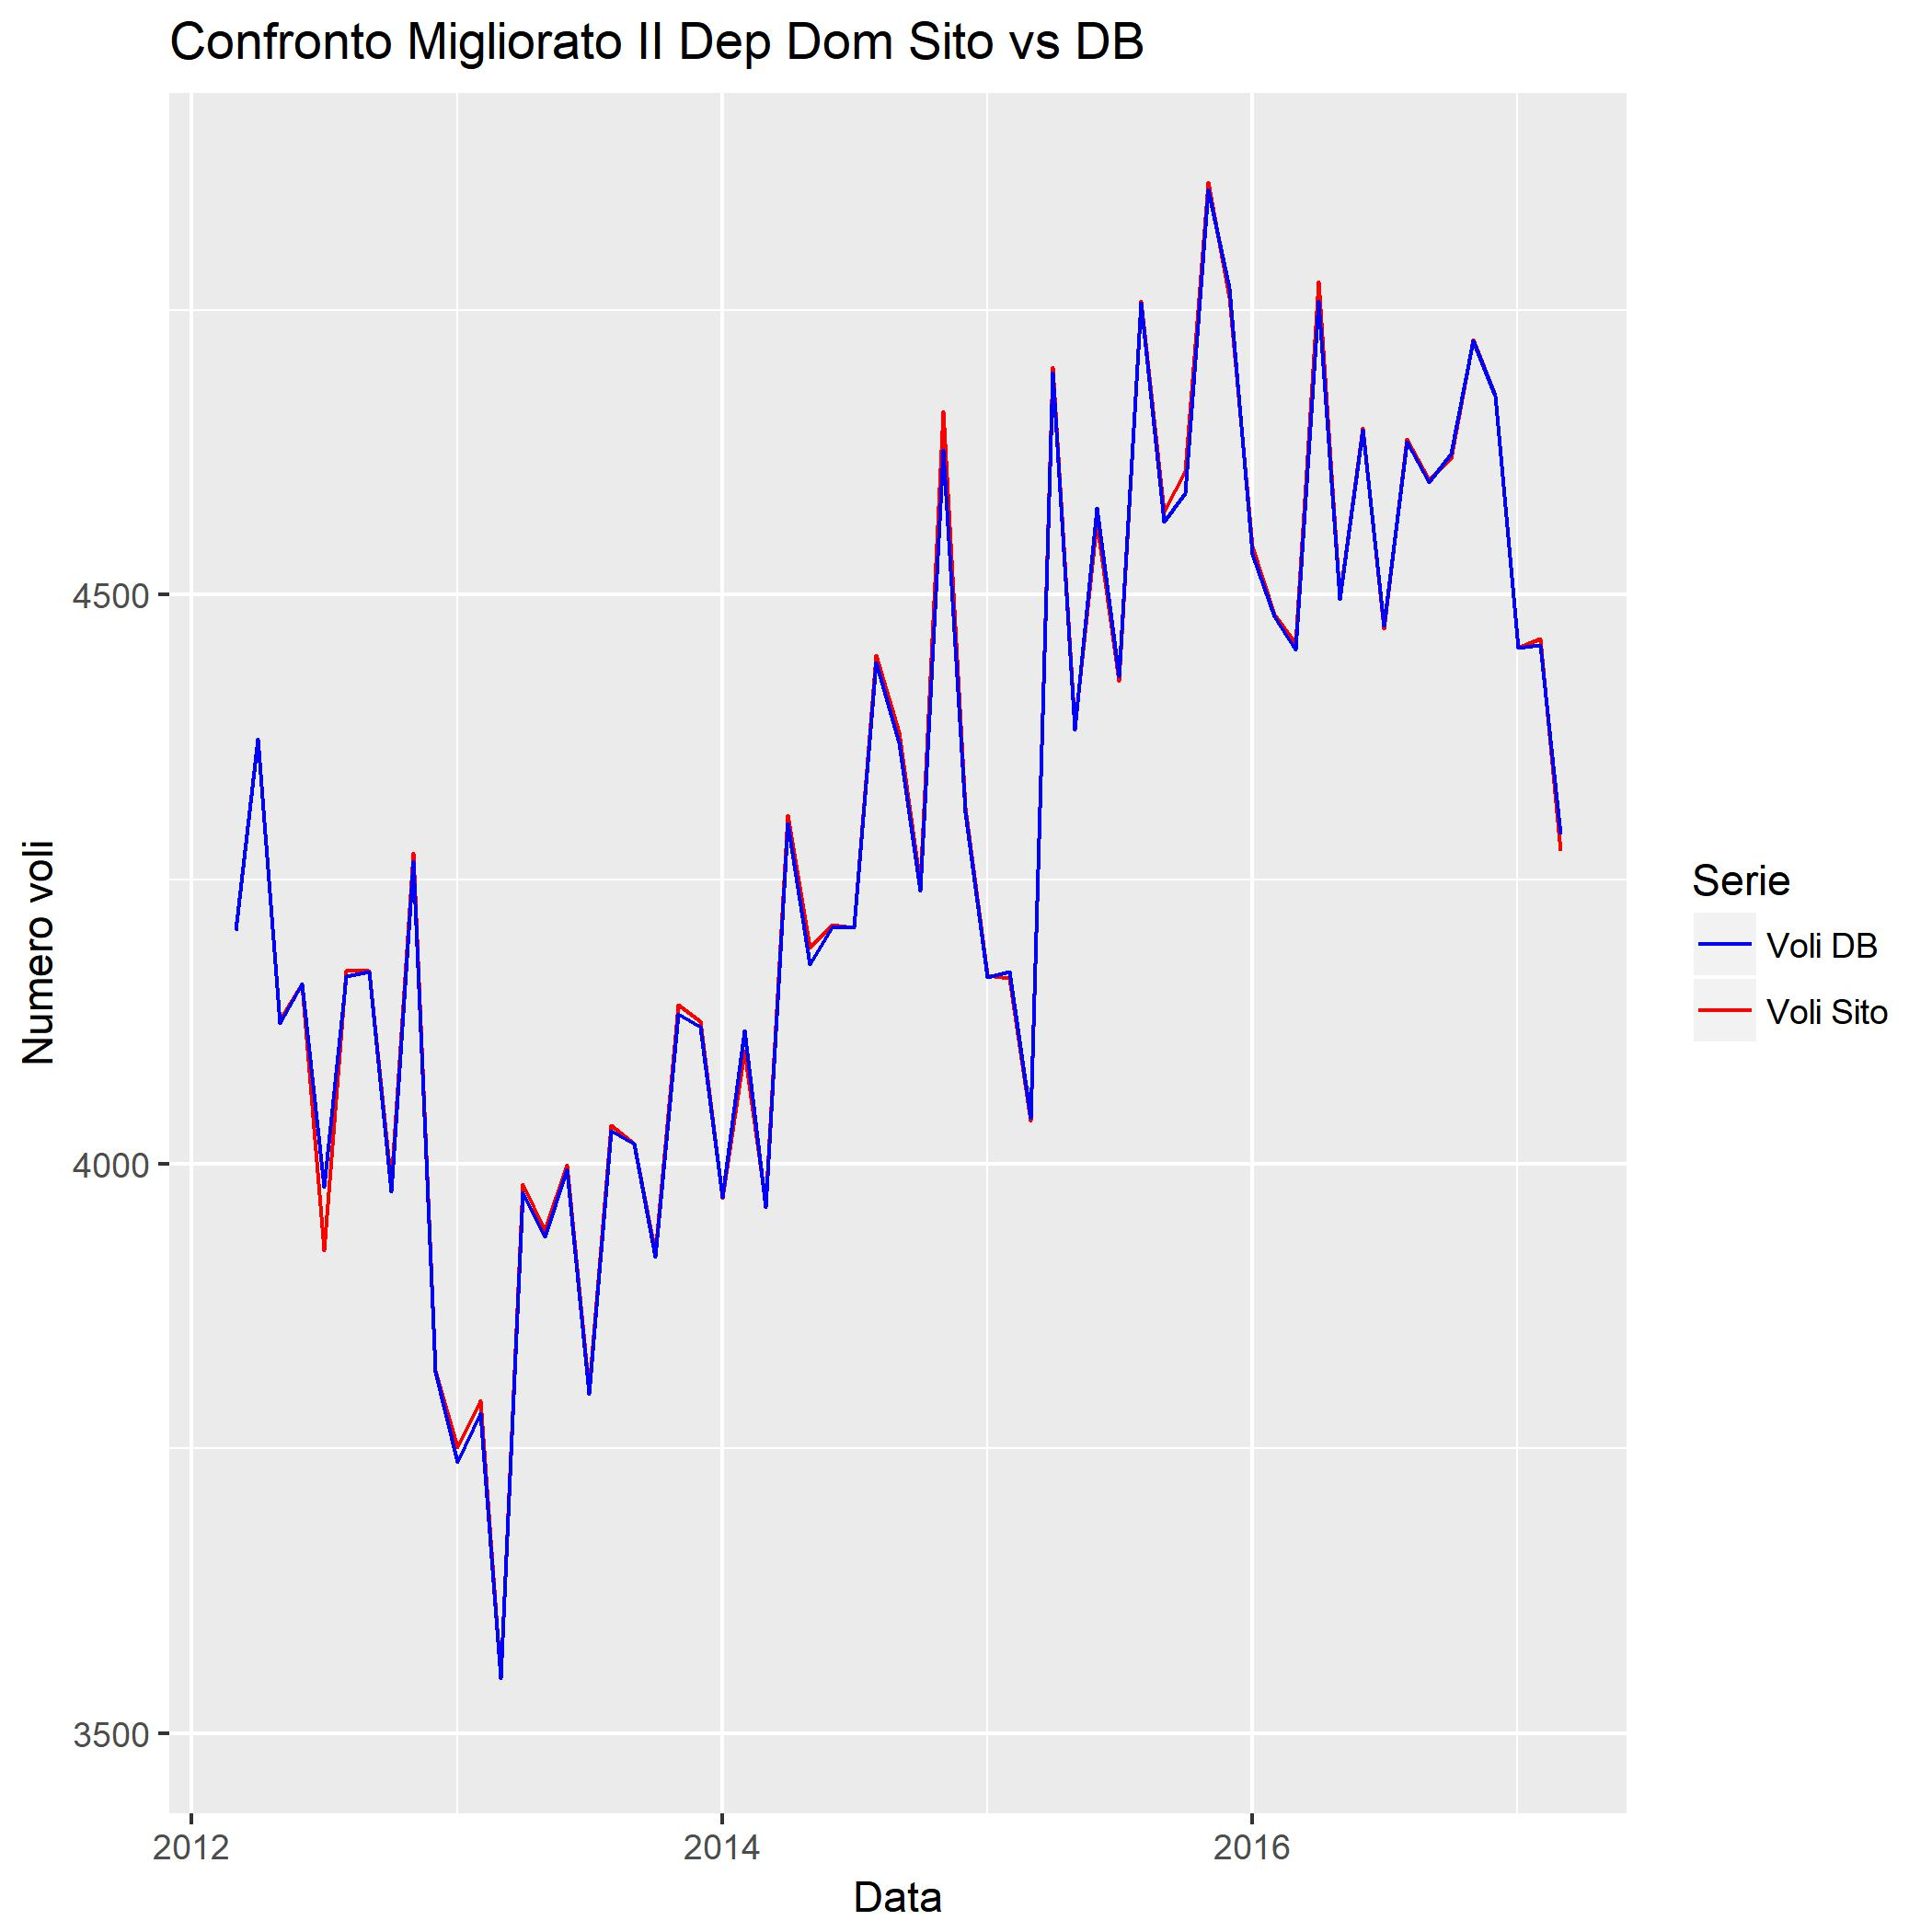 Confronto Migliorato II Dep Dom Sito vs DB
Numero voli
4500
4000
3500
2012
2014
2016
Data
Serie
Voli DB
Voli Sito